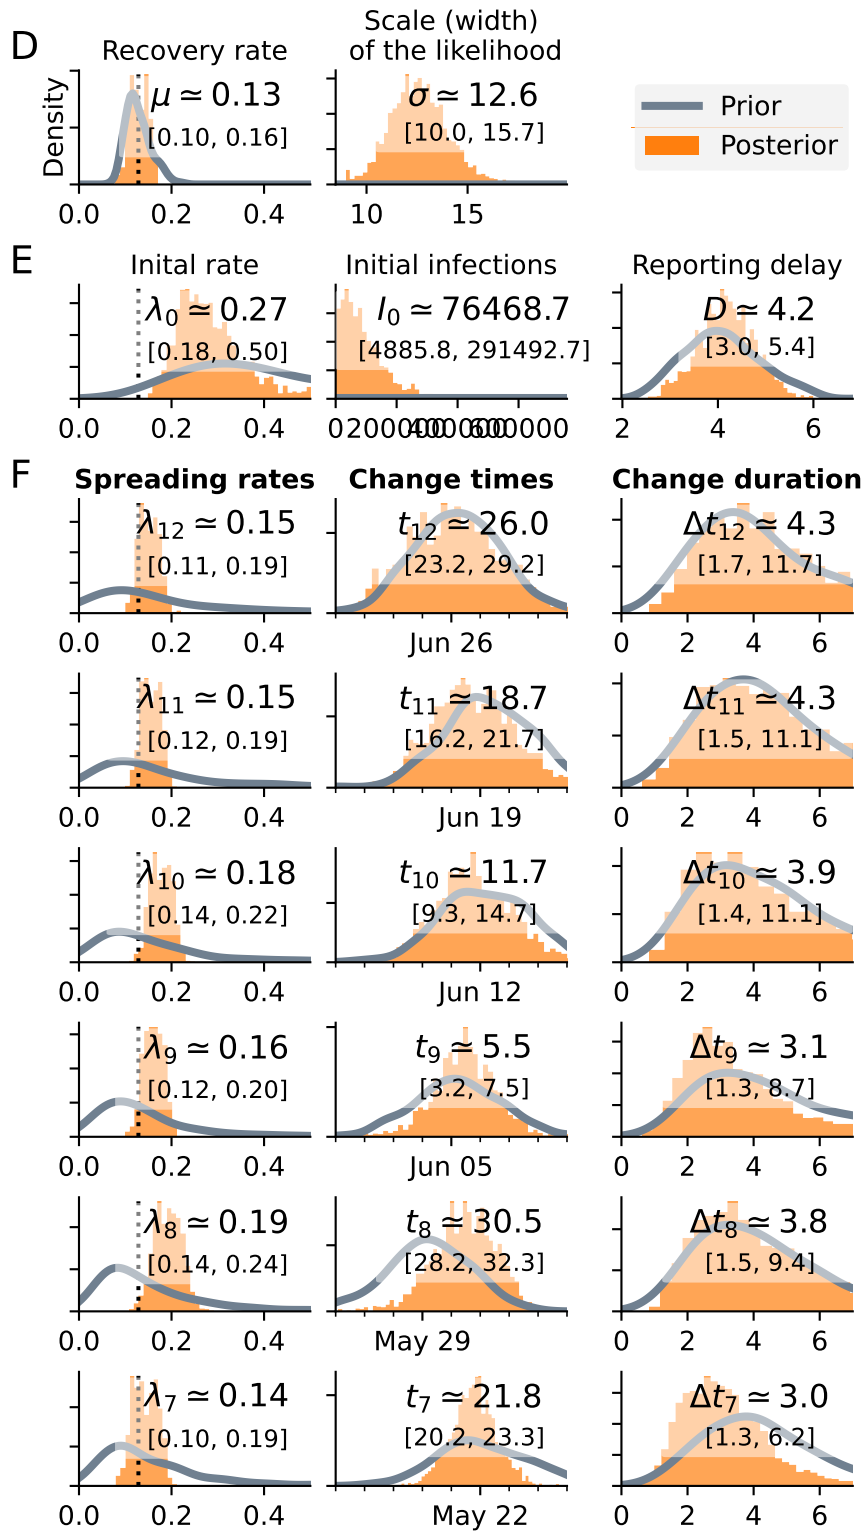 D
Recovery rate
Scale (width)
of the likelihood
Density
μ ≃ 0.13
[0.10, 0.16]
σ ≃ 12.6
[10.0, 15.7]
Prior
Posterior
0.0 0.2 0.4
10 15
E
Inital rate
Initial infections
Reporting delay
λ0 ≃ 0.27
[0.18, 0.50]
I0 ≃ 76468.7
[4885.8, 291492.7]
D ≃ 4.2
[3.0, 5.4]
0.0 0.2 0.4
0 200000 400000 600000
2 4 6
F
Spreading rates
Change times
Change duration
λ12 ≃ 0.15
[0.11, 0.19]
t12 ≃ 26.0
[23.2, 29.2]
Δt12 ≃ 4.3
[1.7, 11.7]
0.0 0.2 0.4
Jun 26
0 2 4 6
λ11 ≃ 0.15
[0.12, 0.19]
t11 ≃ 18.7
[16.2, 21.7]
Δt11 ≃ 4.3
[1.5, 11.1]
0.0 0.2 0.4
Jun 19
0 2 4 6
λ10 ≃ 0.18
[0.14, 0.22]
t10 ≃ 11.7
[9.3, 14.7]
Δt10 ≃ 3.9
[1.4, 11.1]
0.0 0.2 0.4
Jun 12
0 2 4 6
λ9 ≃ 0.16
[0.12, 0.20]
t9 ≃ 5.5
[3.2, 7.5]
Δt9 ≃ 3.1
[1.3, 8.7]
0.0 0.2 0.4
Jun 05
0 2 4 6
λ8 ≃ 0.19
[0.14, 0.24]
t8 ≃ 30.5
[28.2, 32.3]
Δt8 ≃ 3.8
[1.5, 9.4]
0.0 0.2 0.4
May 29
0 2 4 6
λ7 ≃ 0.14
[0.10, 0.19]
t7 ≃ 21.8
[20.2, 23.3]
Δt7 ≃ 3.0
[1.3, 6.2]
0.0 0.2 0.4
May 22
0 2 4 6